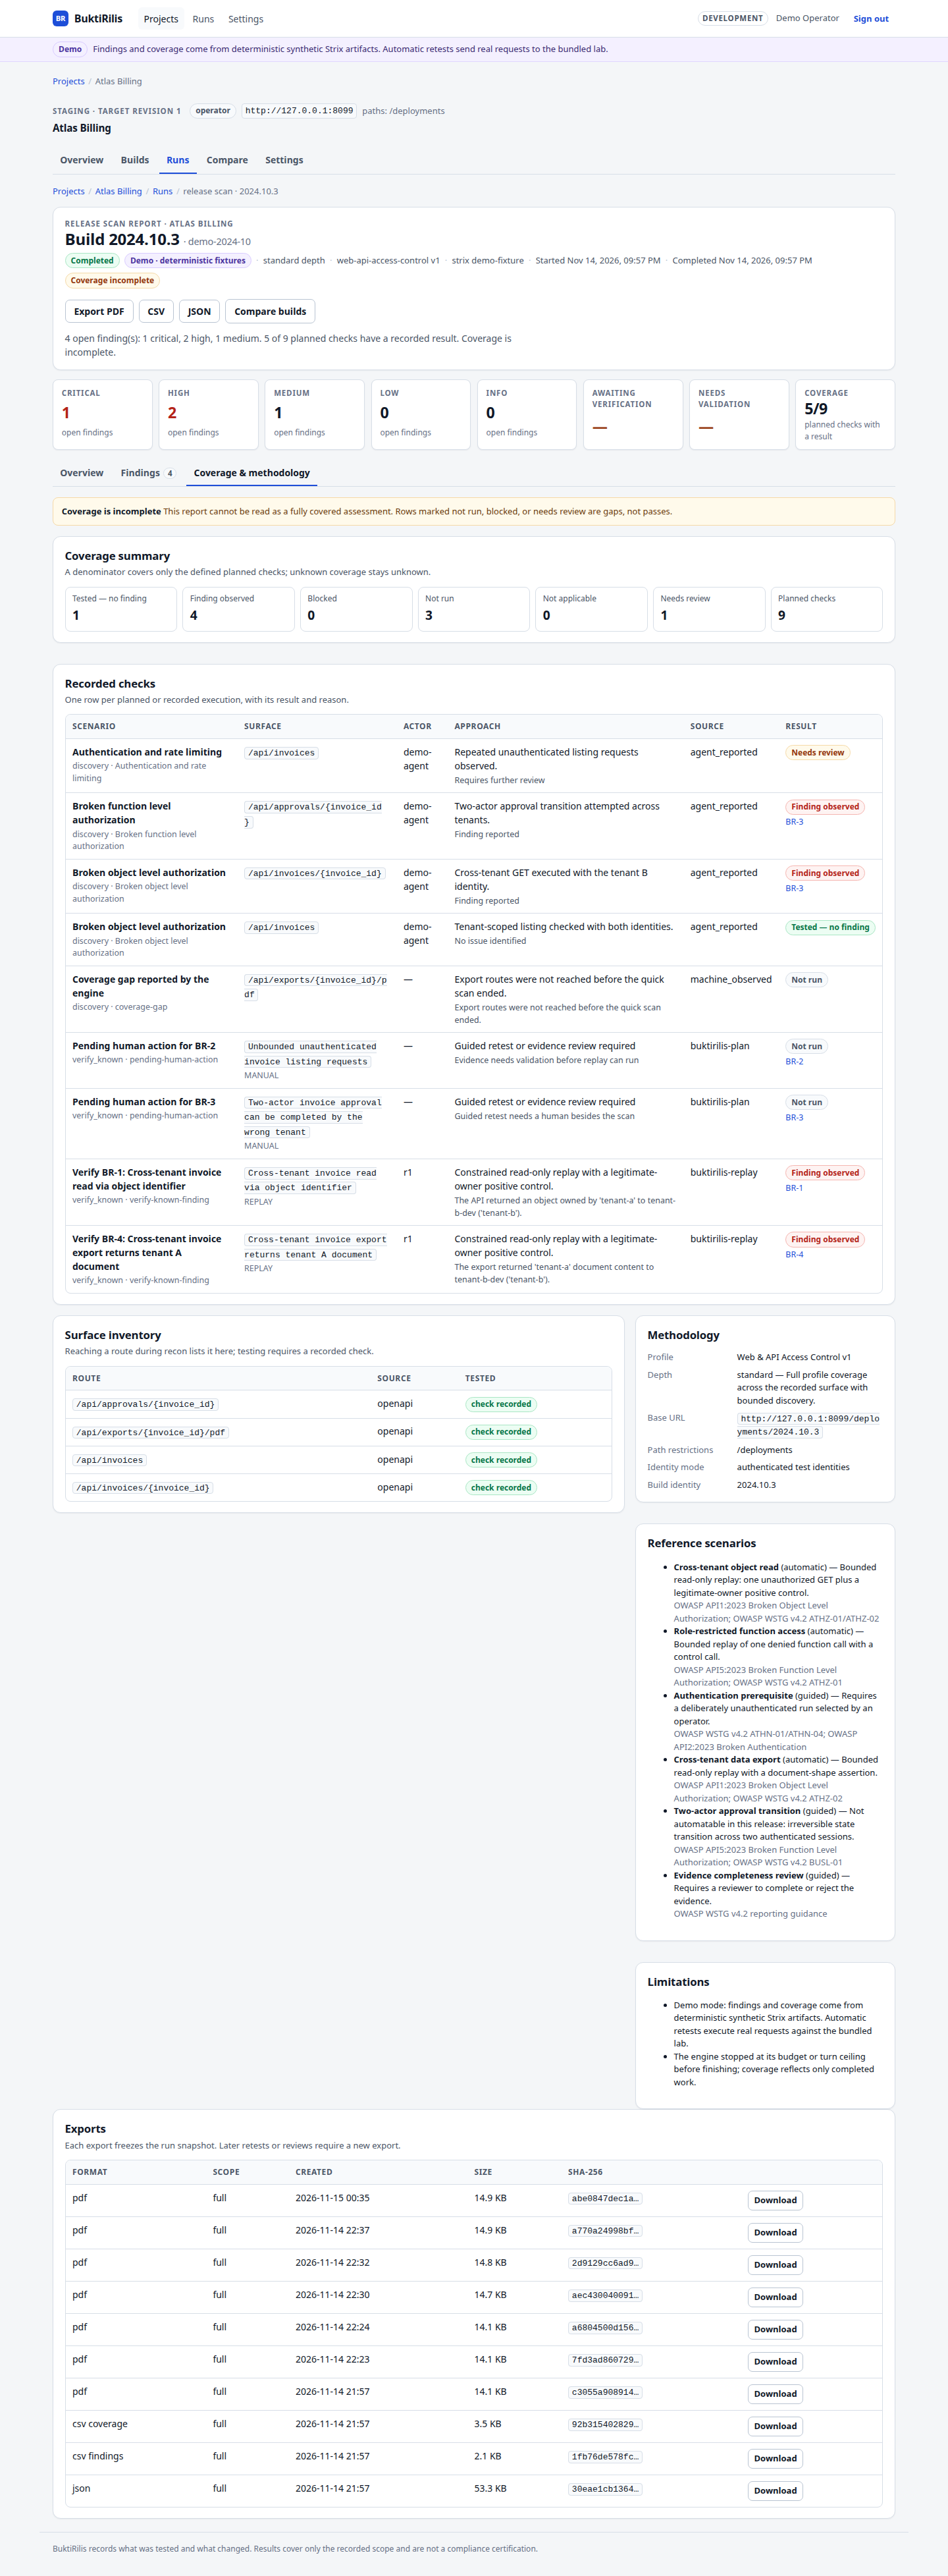 BR BuktiRilis Projects Runs Settings DEVELOPMENT Demo Operator Sign out
Demo Findings and coverage come from deterministic synthetic Strix artifacts. Automatic retests send real requests to the bundled lab.
Projects / Atlas Billing
STAGING · TARGET REVISION 1 operator http://127.0.0.1:8099 paths: /deployments
Atlas Billing
Overview Builds Runs Compare Settings
Projects / Atlas Billing / Runs / release scan · 2024.10.3
RELEASE SCAN REPORT · ATLAS BILLING
Build 2024.10.3 · demo-2024-10
Completed Demo · deterministic fixtures · standard depth · web-api-access-control v1 · strix demo-fixture · Started Nov 14, 2026, 09:57 PM · Completed Nov 14, 2026, 09:57 PM
Coverage incomplete
Export PDF CSV JSON Compare builds
4 open finding(s): 1 critical, 2 high, 1 medium. 5 of 9 planned checks have a recorded result. Coverage is
incomplete.
CRITICAL
1
open findings
HIGH
2
open findings
MEDIUM
1
open findings
LOW
0
open findings
INFO
0
open findings
AWAITING
VERIFICATION
—
NEEDS
VALIDATION
—
COVERAGE
5/9
planned checks with
a result
Overview Findings 4 Coverage & methodology
Coverage is incomplete This report cannot be read as a fully covered assessment. Rows marked not run, blocked, or needs review are gaps, not passes.
Coverage summary
A denominator covers only the defined planned checks; unknown coverage stays unknown.
Tested — no finding
1
Finding observed
4
Blocked
0
Not run
3
Not applicable
0
Needs review
1
Planned checks
9
Recorded checks
One row per planned or recorded execution, with its result and reason.
SCENARIO SURFACE ACTOR APPROACH SOURCE RESULT
Authentication and rate limiting
discovery · Authentication and rate
limiting
/api/invoices
demo-
agent
Repeated unauthenticated listing requests
observed.
Requires further review
agent_reported
Needs review
Broken function level
authorization
discovery · Broken function level
authorization
/api/approvals/{invoice_id
}
demo-
agent
Two-actor approval transition attempted across
tenants.
Finding reported
agent_reported
Finding observed
BR-3
Broken object level authorization
discovery · Broken object level
authorization
/api/invoices/{invoice_id}
demo-
agent
Cross-tenant GET executed with the tenant B
identity.
Finding reported
agent_reported
Finding observed
BR-3
Broken object level authorization
discovery · Broken object level
authorization
/api/invoices
demo-
agent
Tenant-scoped listing checked with both identities.
No issue identified
agent_reported
Tested — no finding
Coverage gap reported by the
engine
discovery · coverage-gap
/api/exports/{invoice_id}/p
df
—
Export routes were not reached before the quick
scan ended.
Export routes were not reached before the quick scan
ended.
machine_observed
Not run
Pending human action for BR-2
verify_known · pending-human-action
Unbounded unauthenticated
invoice listing requests
MANUAL
—
Guided retest or evidence review required
Evidence needs validation before replay can run
buktirilis-plan
Not run
BR-2
Pending human action for BR-3
verify_known · pending-human-action
Two-actor invoice approval
can be completed by the
wrong tenant
MANUAL
—
Guided retest or evidence review required
Guided retest needs a human besides the scan
buktirilis-plan
Not run
BR-3
Verify BR-1: Cross-tenant invoice
read via object identifier
verify_known · verify-known-finding
Cross-tenant invoice read
via object identifier
REPLAY
r1
Constrained read-only replay with a legitimate-
owner positive control.
The API returned an object owned by 'tenant-a' to tenant-
b-dev ('tenant-b').
buktirilis-replay
Finding observed
BR-1
Verify BR-4: Cross-tenant invoice
export returns tenant A
document
verify_known · verify-known-finding
Cross-tenant invoice export
returns tenant A document
REPLAY
r1
Constrained read-only replay with a legitimate-
owner positive control.
The export returned 'tenant-a' document content to
tenant-b-dev ('tenant-b').
buktirilis-replay
Finding observed
BR-4
Surface inventory
Reaching a route during recon lists it here; testing requires a recorded check.
ROUTE SOURCE TESTED
/api/approvals/{invoice_id} openapi check recorded
/api/exports/{invoice_id}/pdf openapi check recorded
/api/invoices openapi check recorded
/api/invoices/{invoice_id} openapi check recorded
Methodology
Profile Web & API Access Control v1
Depth standard — Full profile coverage
across the recorded surface with
bounded discovery.
Base URL http://127.0.0.1:8099/deplo
yments/2024.10.3
Path restrictions /deployments
Identity mode authenticated test identities
Build identity 2024.10.3
Reference scenarios
• Cross-tenant object read (automatic) — Bounded
read-only replay: one unauthorized GET plus a
legitimate-owner positive control.
OWASP API1:2023 Broken Object Level
Authorization; OWASP WSTG v4.2 ATHZ-01/ATHZ-02
• Role-restricted function access (automatic) —
Bounded replay of one denied function call with a
control call.
OWASP API5:2023 Broken Function Level
Authorization; OWASP WSTG v4.2 ATHZ-01
• Authentication prerequisite (guided) — Requires
a deliberately unauthenticated run selected by an
operator.
OWASP WSTG v4.2 ATHN-01/ATHN-04; OWASP
API2:2023 Broken Authentication
• Cross-tenant data export (automatic) — Bounded
read-only replay with a document-shape assertion.
OWASP API1:2023 Broken Object Level
Authorization; OWASP WSTG v4.2 ATHZ-02
• Two-actor approval transition (guided) — Not
automatable in this release: irreversible state
transition across two authenticated sessions.
OWASP API5:2023 Broken Function Level
Authorization; OWASP WSTG v4.2 BUSL-01
• Evidence completeness review (guided) —
Requires a reviewer to complete or reject the
evidence.
OWASP WSTG v4.2 reporting guidance
Limitations
• Demo mode: findings and coverage come from
deterministic synthetic Strix artifacts. Automatic
retests execute real requests against the bundled
lab.
• The engine stopped at its budget or turn ceiling
before finishing; coverage reflects only completed
work.
Exports
Each export freezes the run snapshot. Later retests or reviews require a new export.
FORMAT SCOPE CREATED SIZE SHA-256
pdf full 2026-11-15 00:35 14.9 KB abe0847dec1a… Download
pdf full 2026-11-14 22:37 14.9 KB a770a24998bf… Download
pdf full 2026-11-14 22:32 14.8 KB 2d9129cc6ad9… Download
pdf full 2026-11-14 22:30 14.7 KB aec430040091… Download
pdf full 2026-11-14 22:24 14.1 KB a6804500d156… Download
pdf full 2026-11-14 22:23 14.1 KB 7fd3ad860729… Download
pdf full 2026-11-14 21:57 14.1 KB c3055a908914… Download
csv coverage full 2026-11-14 21:57 3.5 KB 92b315402829… Download
csv findings full 2026-11-14 21:57 2.1 KB 1fb76de578fc… Download
json full 2026-11-14 21:57 53.3 KB 30eae1cb1364… Download
BuktiRilis records what was tested and what changed. Results cover only the recorded scope and are not a compliance certification.